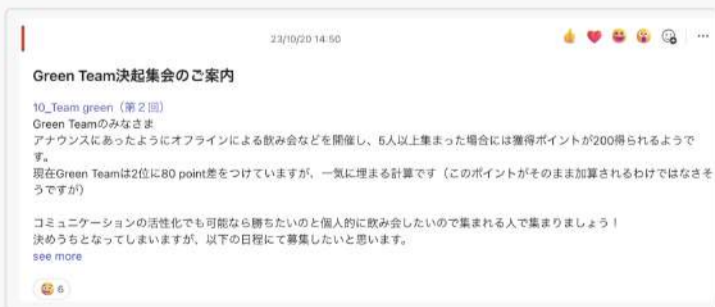 23/10/20 14:50
Green Team決起集会のご案内
10_Team green（第2回）
Green Teamのみなさま
アナウンスにあったようにオフラインによる飲み会などを開催し、5人以上集まった場合には獲得ポイントが200得られるようで
す。
現在Green Teamは2位に80 point差をつけていますが、一気に埋まる計算です（このポイントがそのまま加算されるわけではなさそ
うですが）
コミュニケーションの活性化でも可能なら勝ちたいのと個人的に飲み会したいので集まれる人で集まりましょう！
決めうちとなってしまいますが、以下の日程にて募集したいと思います。
see more
6